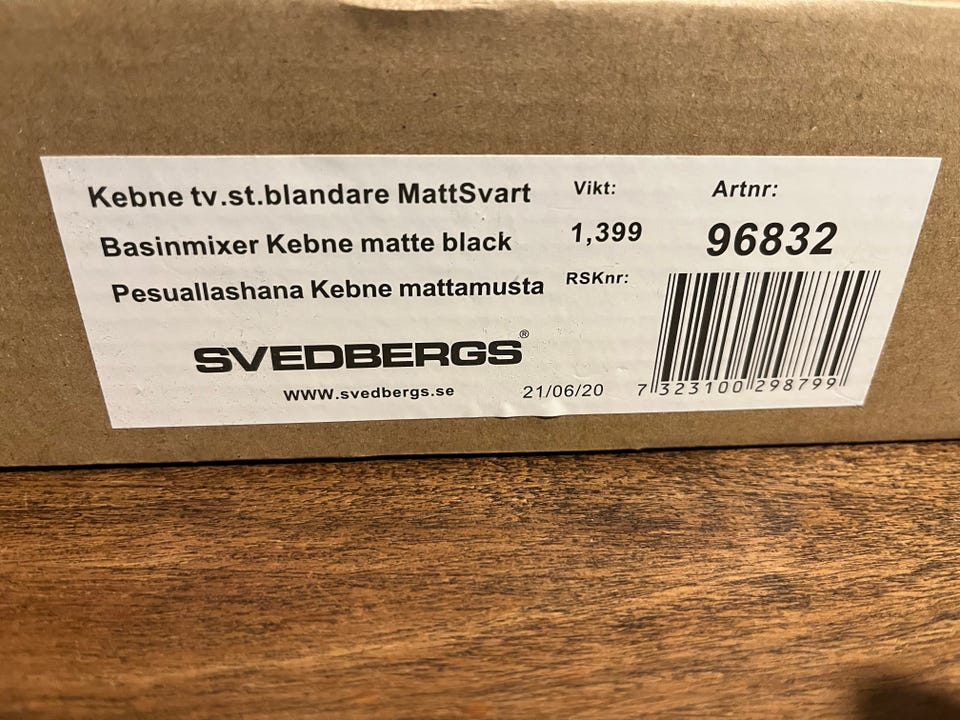 Kebne tv.st.blandare MattSvart
Basinmixer Kebne matte black
Pesuallashana Kebne mattamusta
Vikt:
1,399
RSKnr:
Artnr:
96832
SVEDBERGS®
www.svedbergs.se
21/06/20
7 323100 298799